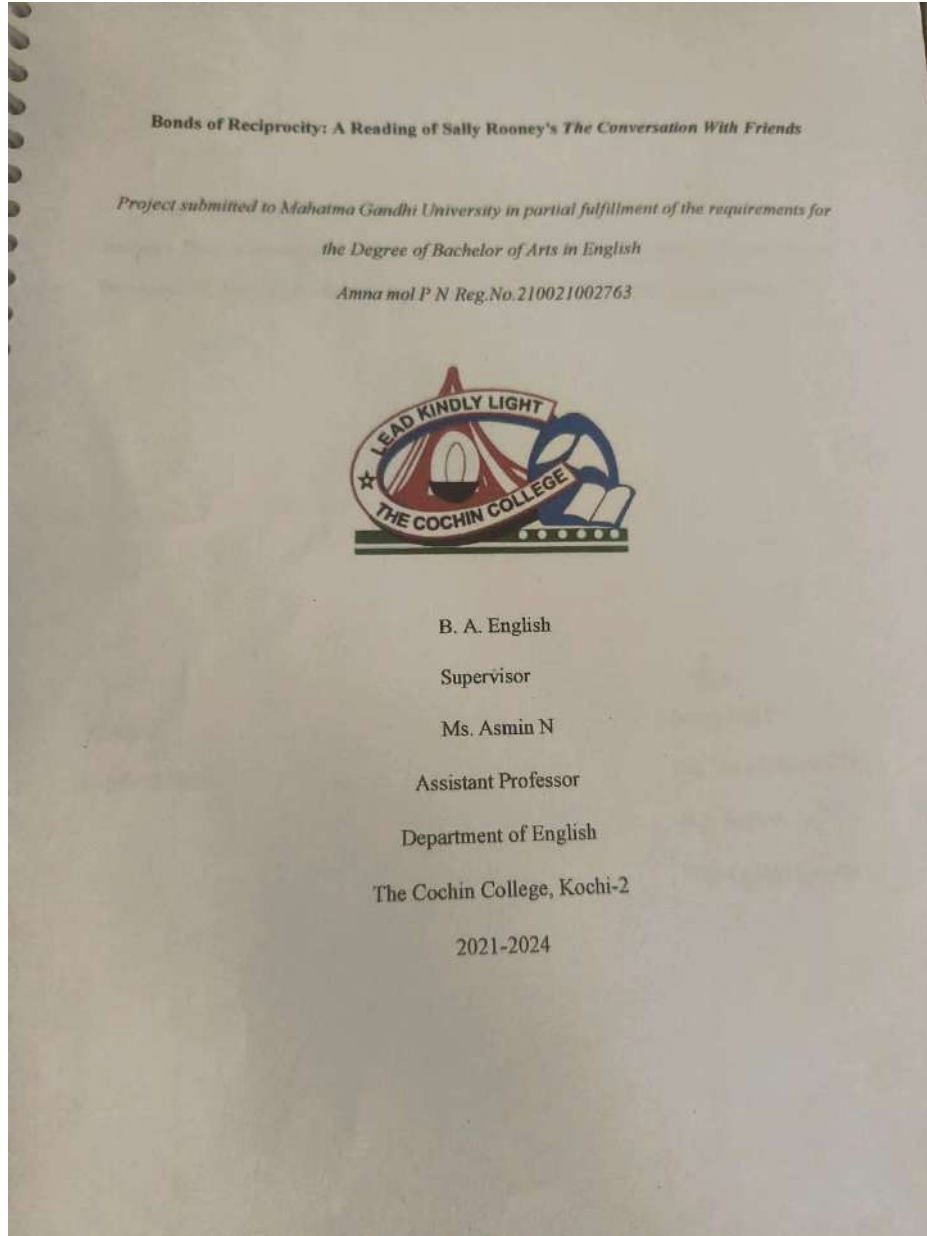 Bonds of Reciprocity: A Reading of Sally Rooney's The Conversation With Friends
Project submitted to Mahatma Gandhi University in partial fulfillment of the requirements for
the Degree of Bachelor of Arts in English
Amna mol P N Reg.No.210021002763
LEAD KINDLY LIGHT
THE COCHIN COLLEGE
B. A. English
Supervisor
Ms. Asmin N
Assistant Professor
Department of English
The Cochin College, Kochi-2
2021-2024